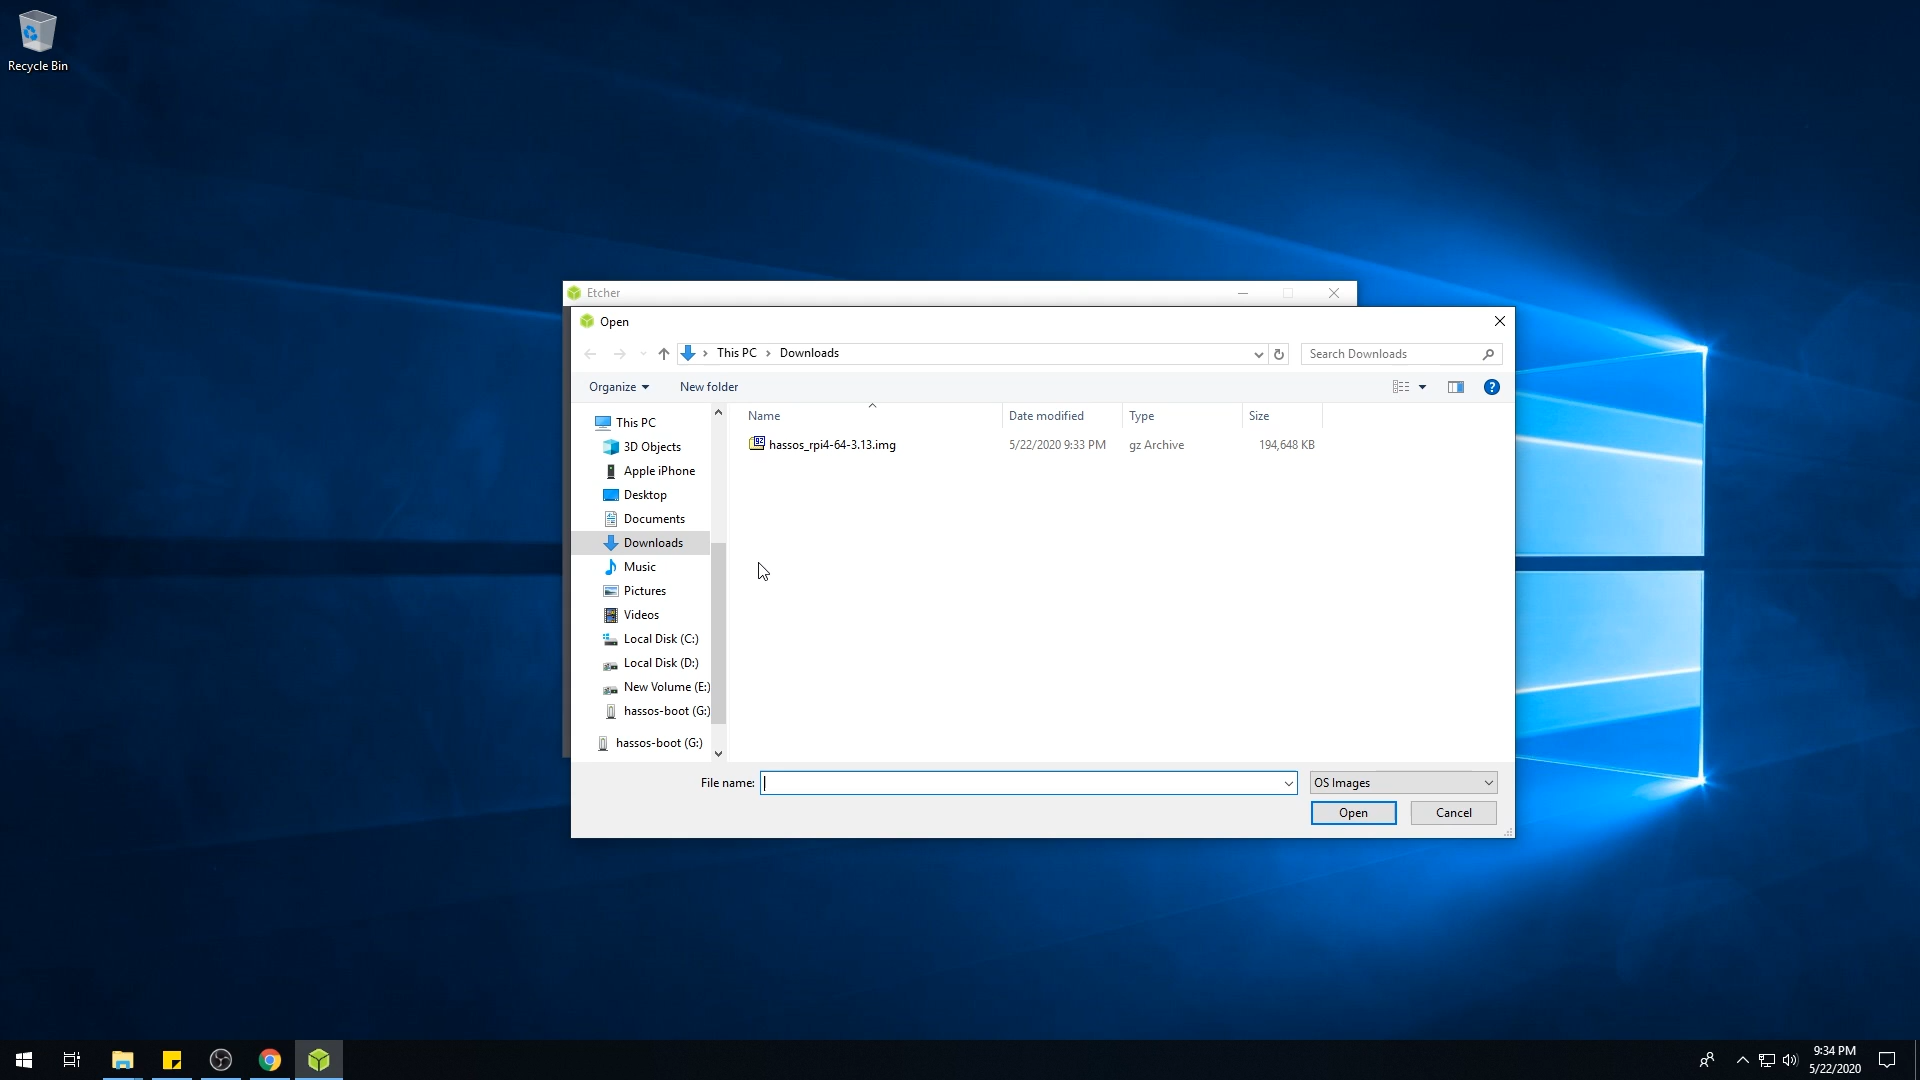 Recycle Bin
Etcher
Open
This PC Downloads
Search Downloads
Organize
New folder
Name Date modified Type Size
hassos_rpi4-64-3.13.img 5/22/2020 9:33 PM gz Archive 194,648 KB
This PC
3D Objects
Apple iPhone
Desktop
Documents
Downloads
Music
Pictures
Videos
Local Disk (C:)
Local Disk (D:)
New Volume (E:)
hassos-boot (G:)
hassos-boot (G:)
File name:
OS Images
Open
Cancel
9:34 PM
5/22/2020